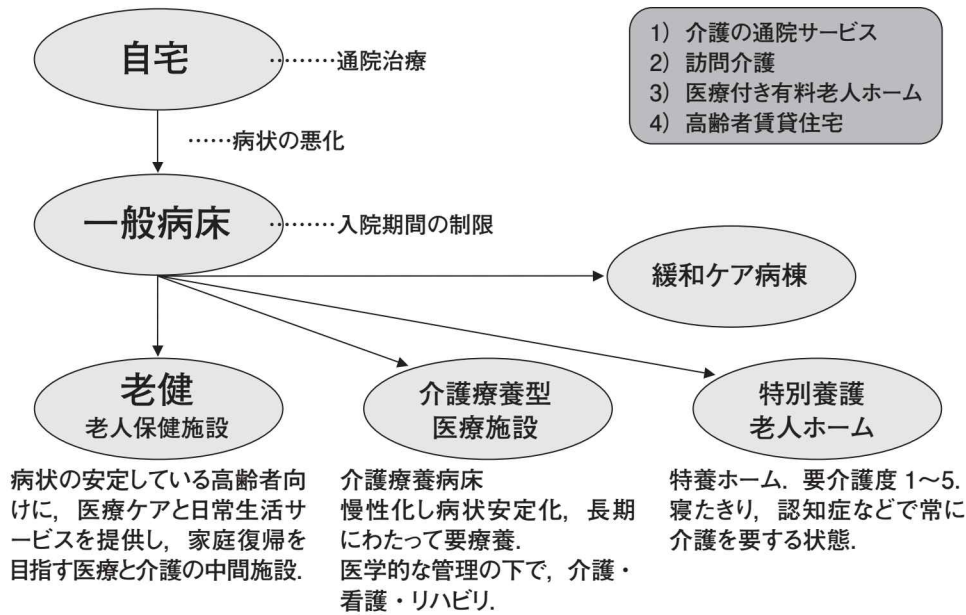 自宅
………通院治療
1) 介護の通院サービス
2) 訪問介護
3) 医療付き有料老人ホーム
4) 高齢者賃貸住宅
……病状の悪化
一般病床
………入院期間の制限
緩和ケア病棟
老健
老人保健施設
介護療養型
医療施設
特別養護
老人ホーム
病状の安定している高齢者向
けに，医療ケアと日常生活サ
ービスを提供し，家庭復帰を
目指す医療と介護の中間施設.
介護療養病床
慢性化し病状安定化，長期
にわたって要療養.
医学的な管理の下で，介護・
看護・リハビリ.
特養ホーム．要介護度 1～5.
寝たきり，認知症などで常に
介護を要する状態.